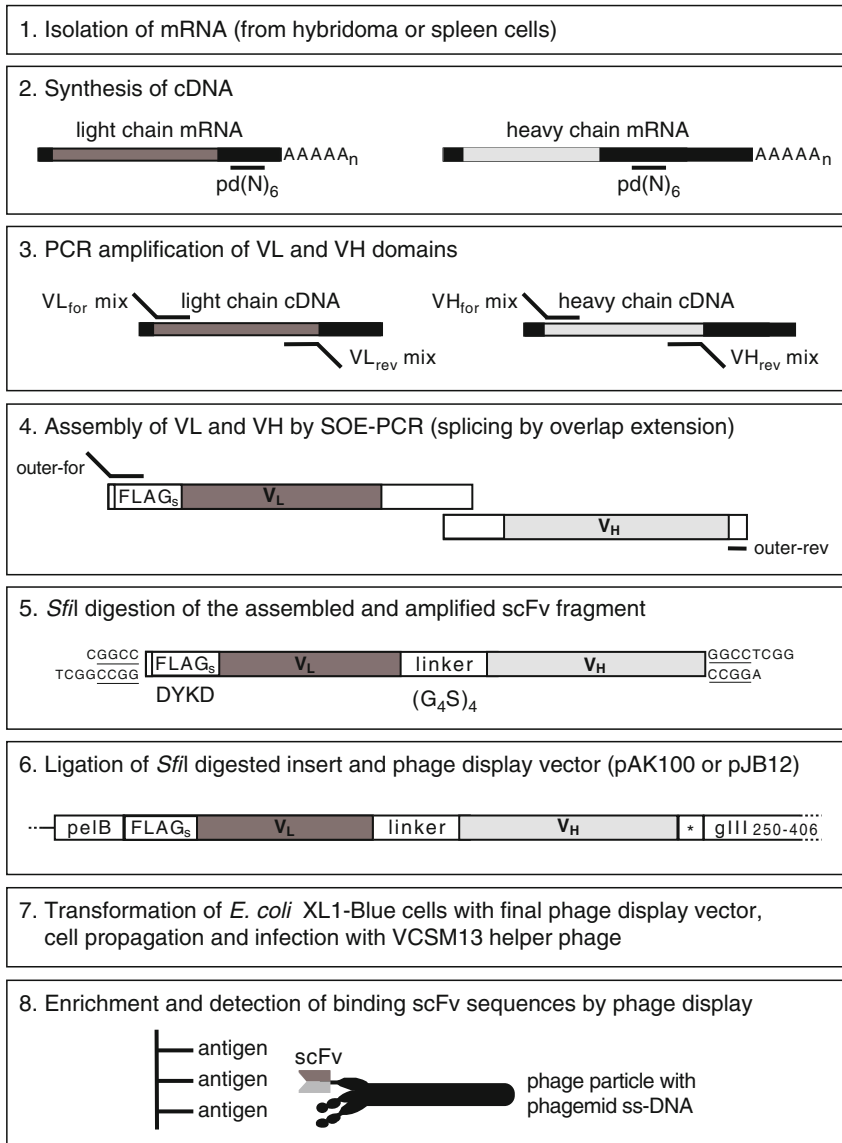 1. Isolation of mRNA (from hybridoma or spleen cells)
2. Synthesis of cDNA
light chain mRNA
AAAAAn
pd(N)6
heavy chain mRNA
AAAAAn
pd(N)6
3. PCR amplification of VL and VH domains
VLfor mix
light chain cDNA
VLrev mix
VHfor mix
heavy chain cDNA
VHrev mix
4. Assembly of VL and VH by SOE-PCR (splicing by overlap extension)
outer-for
FLAGs
VL
VH
outer-rev
5. SfiI digestion of the assembled and amplified scFv fragment
CGGCC
TCGGCCGG
FLAGs
VL
linker
VH
GGCCTCGG
CCGGA
DYKD
(G4S)4
6. Ligation of SfiI digested insert and phage display vector (pAK100 or pJB12)
pelB
FLAGs
VL
linker
VH
*
gIII 250-406
7. Transformation of E. coli XL1-Blue cells with final phage display vector,
cell propagation and infection with VCSM13 helper phage
8. Enrichment and detection of binding scFv sequences by phage display
antigen
antigen
antigen
scFv
phage particle with
phagemid ss-DNA